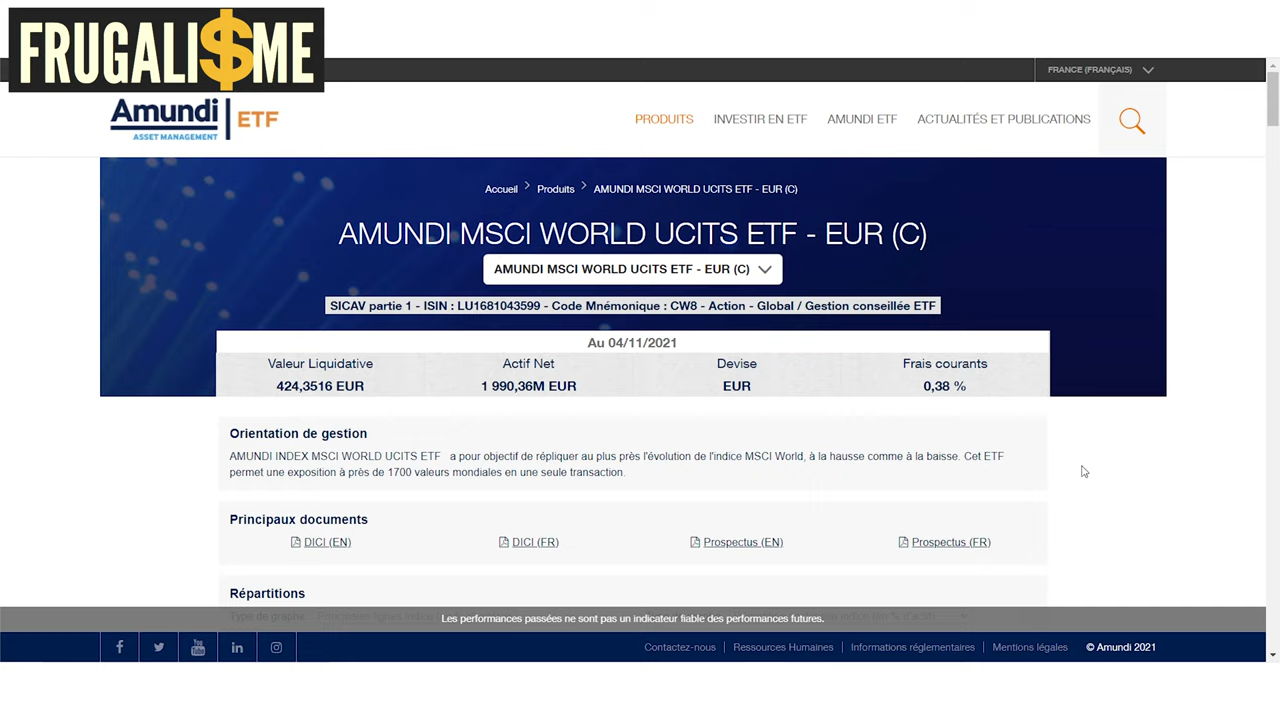 FRUGALI$ME
FRANCE (FRANÇAIS)
Amundi ETF
ASSET MANAGEMENT
PRODUITS INVESTIR EN ETF AMUNDI ETF ACTUALITÉS ET PUBLICATIONS
Accueil > Produits > AMUNDI MSCI WORLD UCITS ETF - EUR (C)
AMUNDI MSCI WORLD UCITS ETF - EUR (C)
AMUNDI MSCI WORLD UCITS ETF - EUR (C)
SICAV partie 1 - ISIN : LU1681043599 - Code Mnémonique : CW8 - Action - Global / Gestion conseillée ETF
Au 04/11/2021
Valeur Liquidative Actif Net Devise Frais courants
424,3516 EUR 1 990,36M EUR EUR 0,38 %
Orientation de gestion
AMUNDI INDEX MSCI WORLD UCITS ETF a pour objectif de répliquer au plus près l'évolution de l'indice MSCI World, à la hausse comme à la baisse. Cet ETF
permet une exposition à près de 1700 valeurs mondiales en une seule transaction.
Principaux documents
DICI (EN) DICI (FR) Prospectus (EN) Prospectus (FR)
Répartitions
Type de graphe
Les performances passées ne sont pas un indicateur fiable des performances futures.
You Tube
Contactez-nous | Ressources Humaines | Informations réglementaires | Mentions légales © Amundi 2021